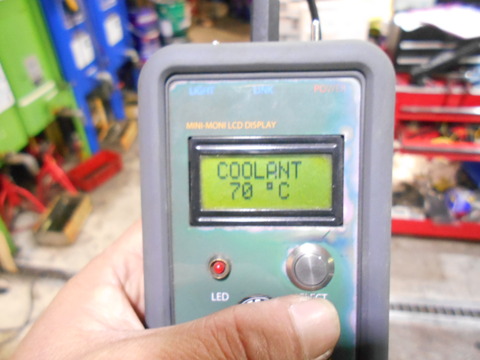 LIGHT LINK POWER
MINI-MONI LCD DISPLAY
COOLANT
70 °C
LED